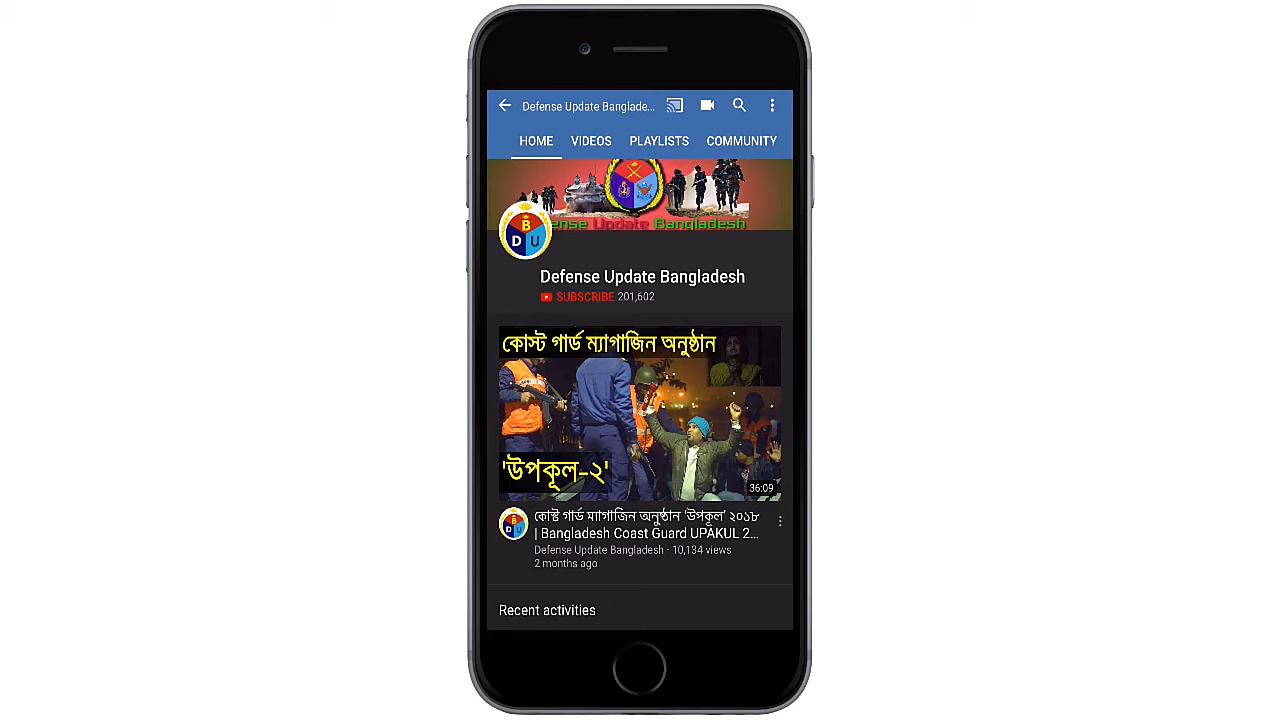 Defense Update Banglade...
HOME VIDEOS PLAYLISTS COMMUNITY
Defense Update Bangladesh
B
D U
Defense Update Bangladesh
SUBSCRIBE 201,602
কোস্ট গার্ড ম্যাগাজিন অনুষ্ঠান
'উপকূল-২'
36:09
B
D U
কোস্ট গার্ড ম্যাগাজিন অনুষ্ঠান 'উপকূল' ২০১৮
| Bangladesh Coast Guard UPAKUL 2...
Defense Update Bangladesh · 10,134 views
2 months ago
Recent activities